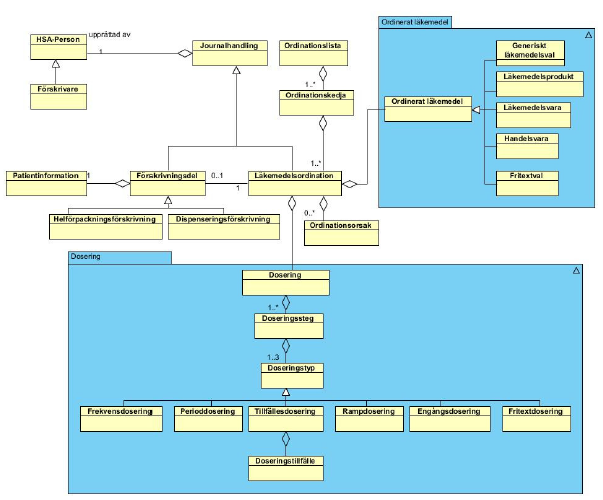 Ordinerat läkemedel
HSA-Person
upprättad av
1
Journalhandling
Ordinationslista
Generiskt
läkemedelsval
Läkemedelsprodukt
Förskrivare
1..*
Ordinationskedja
Ordinerat läkemedel
Läkemedelsvara
Handelsvara
1..*
Patientinformation
1
Förskrivningsdel
0..1
1
Läkemedelsordination
Fritextval
Helförpackningsförskrivning
Dispenseringsförskrivning
0..*
Ordinationsorsak
Dosering
Dosering
1..*
Doseringssteg
1..3
Doseringstyp
Frekvensdosering
Perioddosering
Tillfällesdosering
Rampdosering
Engångsdosering
Fritextdosering
Doseringstillfälle